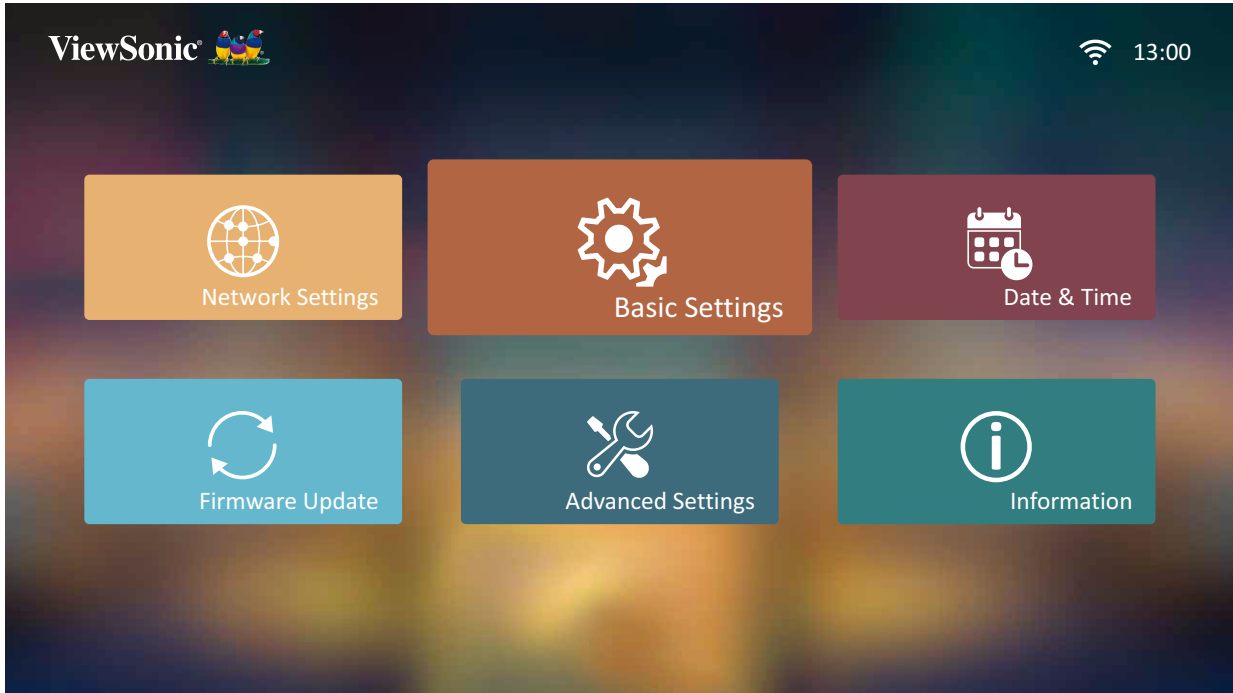 ViewSonic®
13:00
Network Settings
Basic Settings
Date & Time
Firmware Update
Advanced Settings
Information